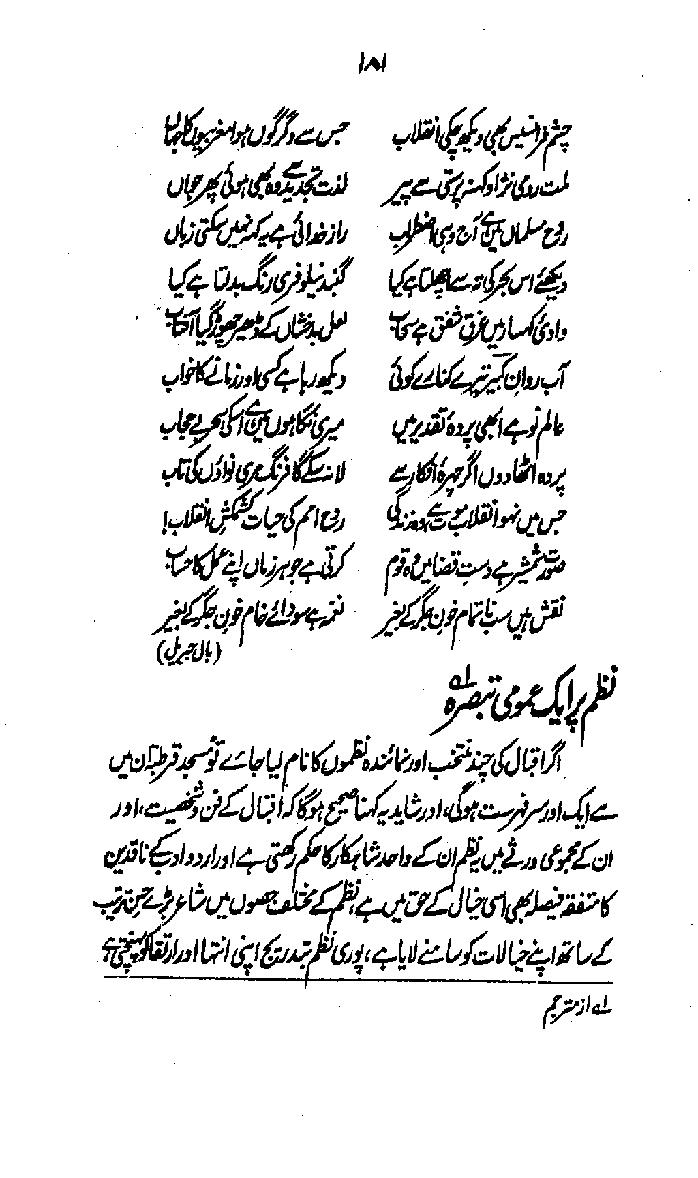 ۱۸۱
چشمِ فرانسیس بھی دیکھ چکی انقلاب جس سے دگرگوں ہوا مغربیوں کا جہاں
ملت رومی نژاد کہنہ پرستی سے پیر لذت تجدید سے وہ بھی ہوئی پھر جواں
روح مسلماں میں ہے آج وہی اضطراب راز خدائی ہے یہ کہہ نہیں سکتی زباں
دیکھئے اس بحر کی تہ سے اچھلتا ہے کیا گنبد نیلوفری رنگ بدلتا ہے کیا
وادیٔ کہسار میں غرق شفق ہے سحاب لعل بدخشاں کے ڈھیر چھوڑ گیا آفتاب
آب روانِ کبیر تیرے کنارے کوئی دیکھ رہا ہے کسی اور زمانے کا خواب
عالم نو ہے ابھی پردۂ تقدیر میں میری نگاہوں میں ہے اسکی سحر بے حجاب
پردہ اٹھا دوں اگر چہرۂ افکار سے لا نہ سکے گا فرنگ مری نواؤں کی تاب
جس میں نہ ہو انقلاب موت ہے وہ زندگی روح امم کی حیات کشمکش انقلاب!
صورت شمشیر ہے دست قضا میں وہ قوم کرتی ہے جو ہر زماں اپنے عمل کا حساب
نقش ہیں سب ناتمام خون جگر کے بغیر نغمہ ہے سودائے خام خون جگر کے بغیر
(بال جبریل)
نظم پر ایک عمومی تبصرہ ؎۱
اگر اقبال کی چند منتخب اور نمائندہ نظموں کا نام لیا جائے تو مسجد قرطبہ ان میں
سے ایک اور سرفہرست ہوگی، اور شاید یہ کہنا صحیح ہوگا کہ اقبال کے فن و شخصیت، اور
ان کے مجموعی ورثے میں یہ نظم ان کے واحد شاہکار کا حکم رکھتی ہے اور اردو ادب کے ناقدین
کا متفقہ فیصلہ بھی اسی خیال کے حق میں ہے، نظم کے مختلف حصوں میں شاعر بڑے حسن ترتیب
کے ساتھ اپنے خیالات کو سامنے لایا ہے، پوری نظم بتدریج اپنی انتہا اور ارتقا کو پہنچتی ہے
؎۱ از مترجم